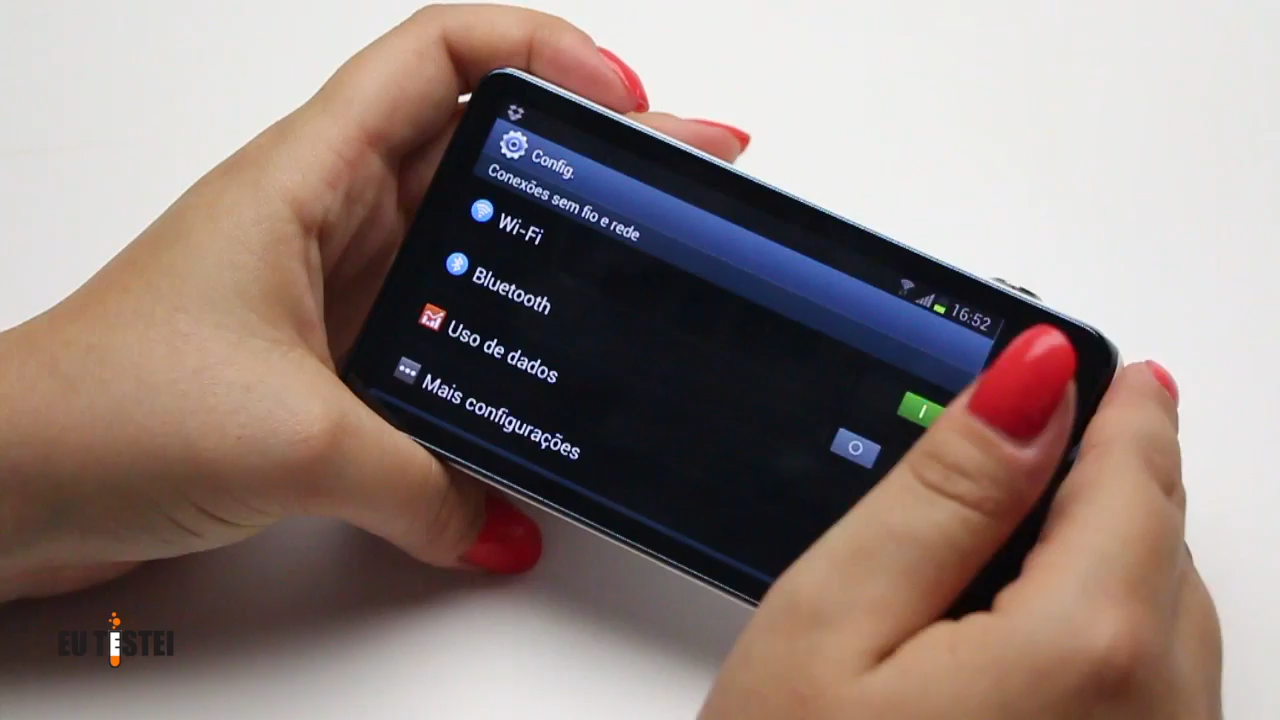 16:52
Config.
Conexões sem fio e rede
Wi-Fi
Bluetooth
Uso de dados
Mais configurações
EU TESTEI